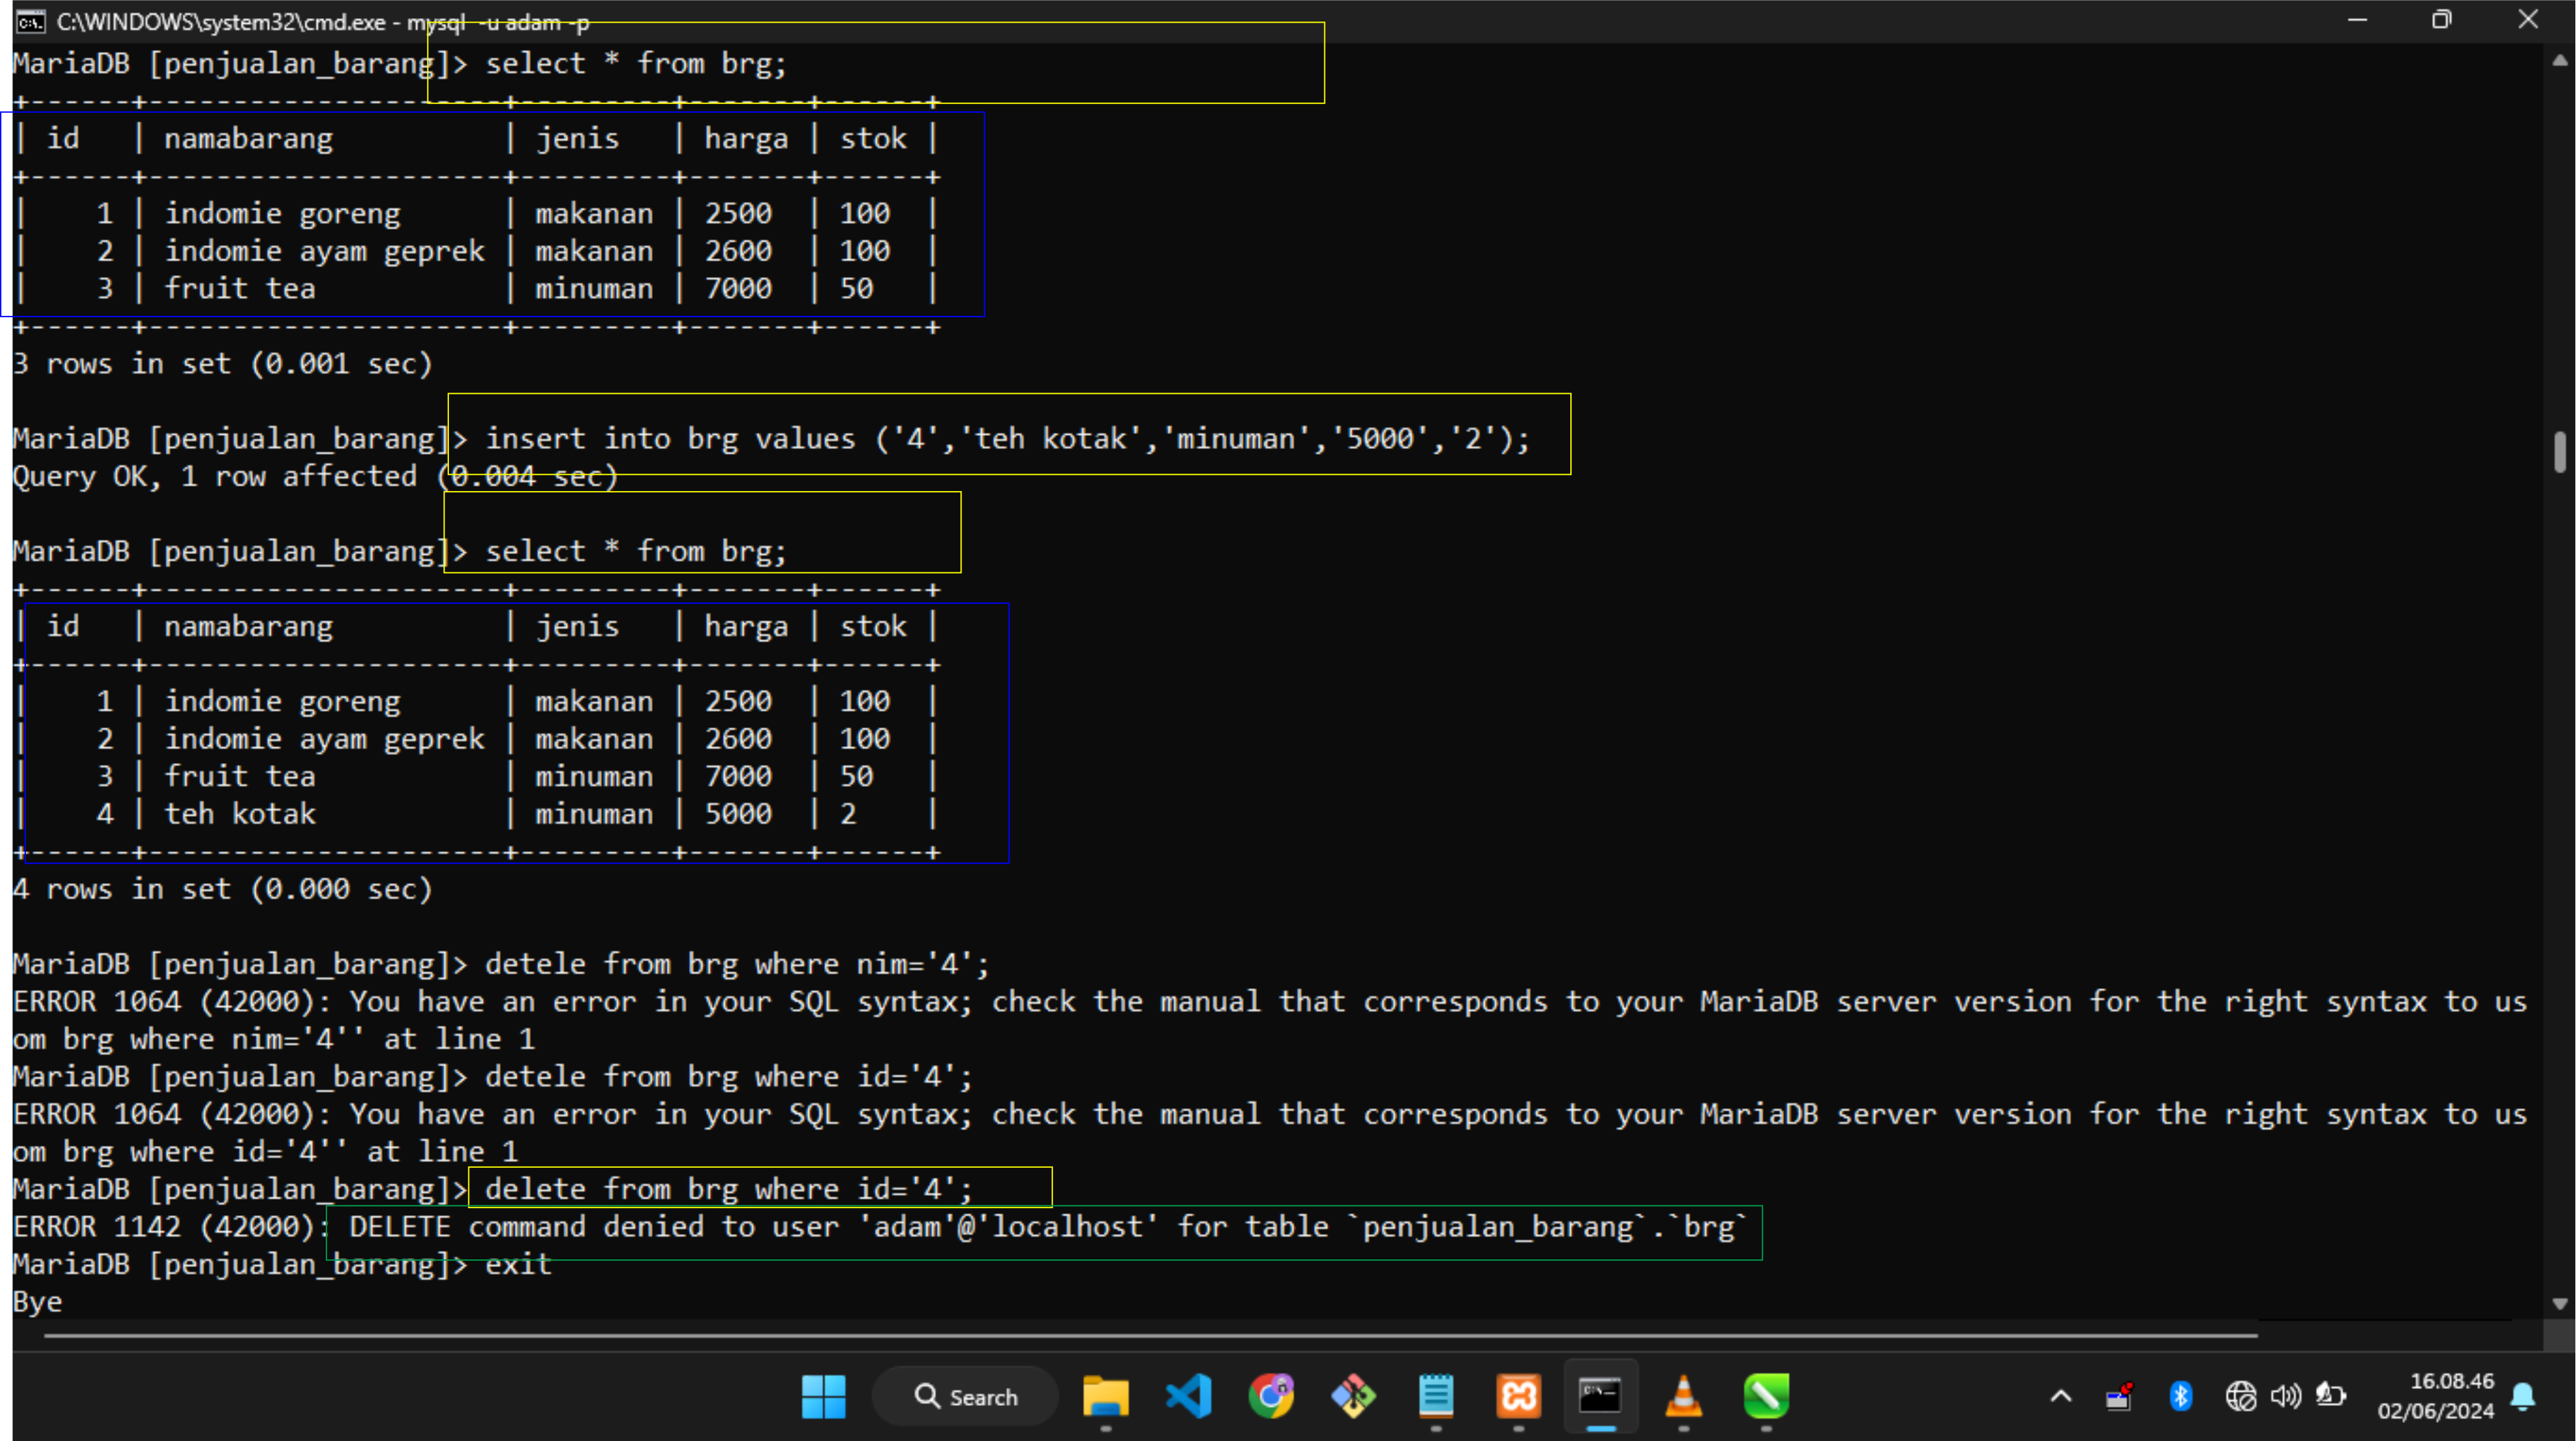 C:\WINDOWS\system32\cmd.exe - mysql -u adam -p
MariaDB [penjualan_barang]> select * from brg;
+------+---------------------+---------+-------+------+
| id   | namabarang          | jenis   | harga | stok |
+------+---------------------+---------+-------+------+
|    1 | indomie goreng      | makanan | 2500  | 100  |
|    2 | indomie ayam geprek | makanan | 2600  | 100  |
|    3 | fruit tea           | minuman | 7000  | 50   |
+------+---------------------+---------+-------+------+
3 rows in set (0.001 sec)
MariaDB [penjualan_barang]> insert into brg values ('4','teh kotak','minuman','5000','2');
Query OK, 1 row affected (0.004 sec)
MariaDB [penjualan_barang]> select * from brg;
+------+---------------------+---------+-------+------+
| id   | namabarang          | jenis   | harga | stok |
+------+---------------------+---------+-------+------+
|    1 | indomie goreng      | makanan | 2500  | 100  |
|    2 | indomie ayam geprek | makanan | 2600  | 100  |
|    3 | fruit tea           | minuman | 7000  | 50   |
|    4 | teh kotak           | minuman | 5000  | 2    |
+------+---------------------+---------+-------+------+
4 rows in set (0.000 sec)
MariaDB [penjualan_barang]> detele from brg where nim='4';
ERROR 1064 (42000): You have an error in your SQL syntax; check the manual that corresponds to your MariaDB server version for the right syntax to us
om brg where nim='4'' at line 1
MariaDB [penjualan_barang]> detele from brg where id='4';
ERROR 1064 (42000): You have an error in your SQL syntax; check the manual that corresponds to your MariaDB server version for the right syntax to us
om brg where id='4'' at line 1
MariaDB [penjualan_barang]> delete from brg where id='4';
ERROR 1142 (42000): DELETE command denied to user 'adam'@'localhost' for table `penjualan_barang`.`brg`
MariaDB [penjualan_barang]> exit
Bye
Search
16.08.46
02/06/2024